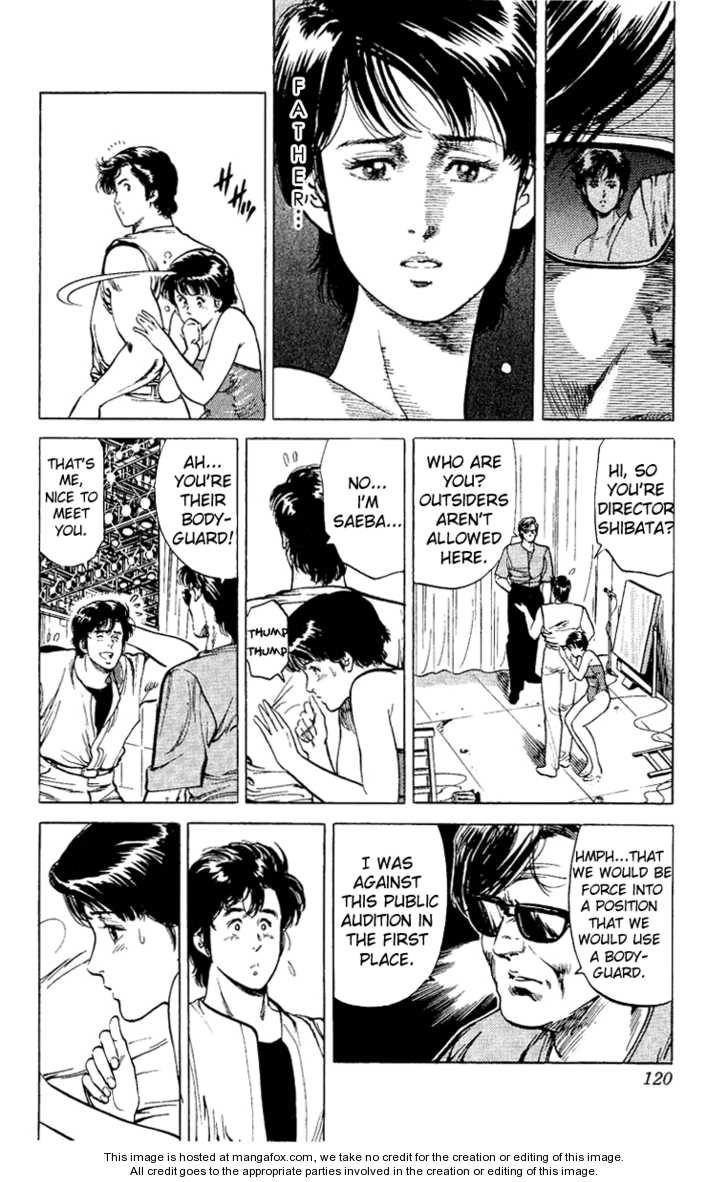 FATHER...
HI, SO
YOU'RE
DIRECTOR
SHIBATA?
WHO ARE
YOU?
OUTSIDERS
AREN'T
ALLOWED
HERE.
NO...
I'M
SAEBA...
THUMP
THUMP
AH...
YOU'RE
THEIR
BODY-
GUARD!
THAT'S
ME,
NICE TO
MEET
YOU.
HMPH...THAT
WE WOULD BE
FORCE INTO
A POSITION
THAT WE
WOULD USE
A BODY-
GUARD.
I WAS
AGAINST
THIS PUBLIC
AUDITION IN
THE FIRST
PLACE.
120
This image is hosted at mangafox.com, we take no credit for the creation or editing of this image.
All credit goes to the appropriate parties involved in the creation or editing of this image.